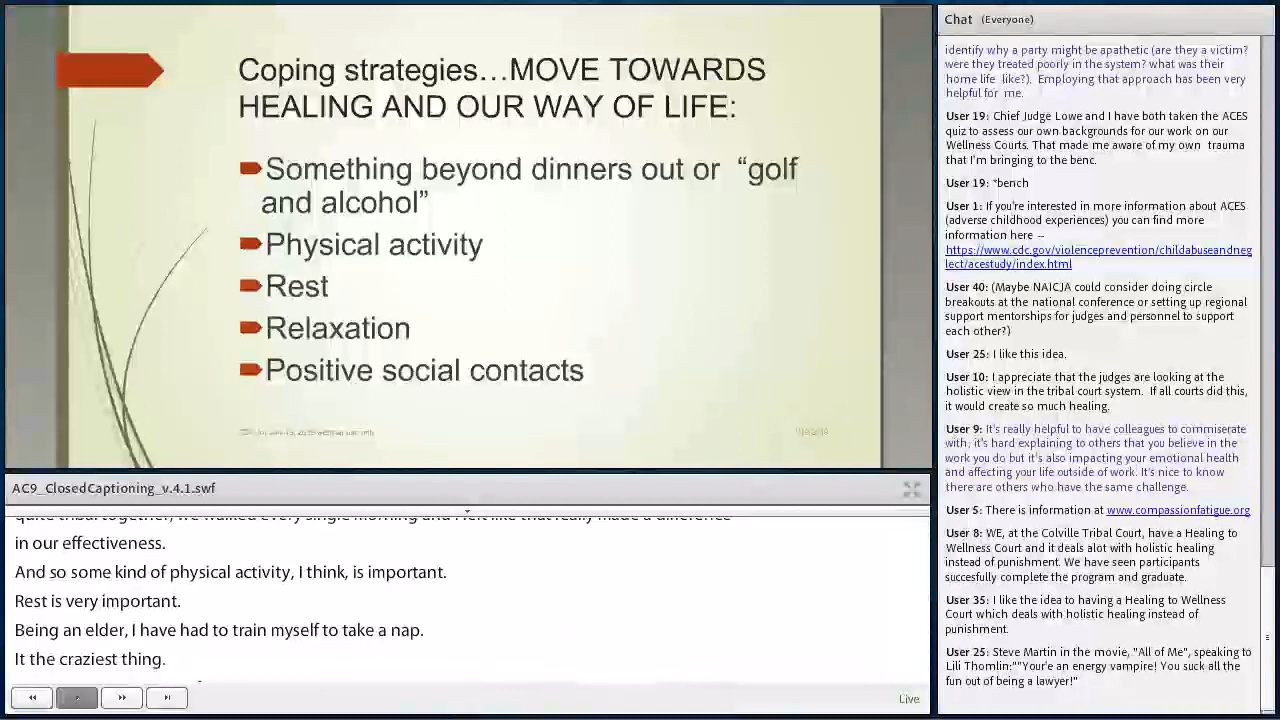 Coping strategies…MOVE TOWARDS
HEALING AND OUR WAY OF LIFE:
Something beyond dinners out or “golf
and alcohol”
Physical activity
Rest
Relaxation
Positive social contacts
AC9_ClosedCaptioning_v.4.1.swf
quite tribal together, we walked every single morning and I felt like that really made a difference
in our effectiveness.
And so some kind of physical activity, I think, is important.
Rest is very important.
Being an elder, I have had to train myself to take a nap.
It the craziest thing.
Live
Chat (Everyone)
identify why a party might be apathetic (are they a victim?
were they treated poorly in the system? what was their
home life like?). Employing that approach has been very
helpful for me.
User 19: Chief Judge Lowe and I have both taken the ACES
quiz to assess our own backgrounds for our work on our
Wellness Courts. That made me aware of my own trauma
that I'm bringing to the benc.
User 19: *bench
User 1: If you're interested in more information about ACES
(adverse childhood experiences) you can find more
information here --
https://www.cdc.gov/violenceprevention/childabuseandneg
lect/acestudy/index.html
User 40: (Maybe NAICJA could consider doing circle
breakouts at the national conference or setting up regional
support mentorships for judges and personnel to support
each other?)
User 25: I like this idea.
User 10: I appreciate that the judges are looking at the
holistic view in the tribal court system. If all courts did this,
it would create so much healing.
User 9: It's really helpful to have colleagues to commiserate
with; it's hard explaining to others that you believe in the
work you do but it's also impacting your emotional health
and affecting your life outside of work. It's nice to know
there are others who have the same challenge.
User 5: There is information at www.compassionfatigue.org
User 8: WE, at the Colville Tribal Court, have a Healing to
Wellness Court and it deals alot with holistic healing
instead of punishment. We have seen participants
succesfully complete the program and graduate.
User 35: I like the idea to having a Healing to Wellness
Court which deals with holistic healing instead of
punishment.
User 25: Steve Martin in the movie, "All of Me", speaking to
Lili Thomlin:""Your'e an energy vampire! You suck all the
fun out of being a lawyer!"